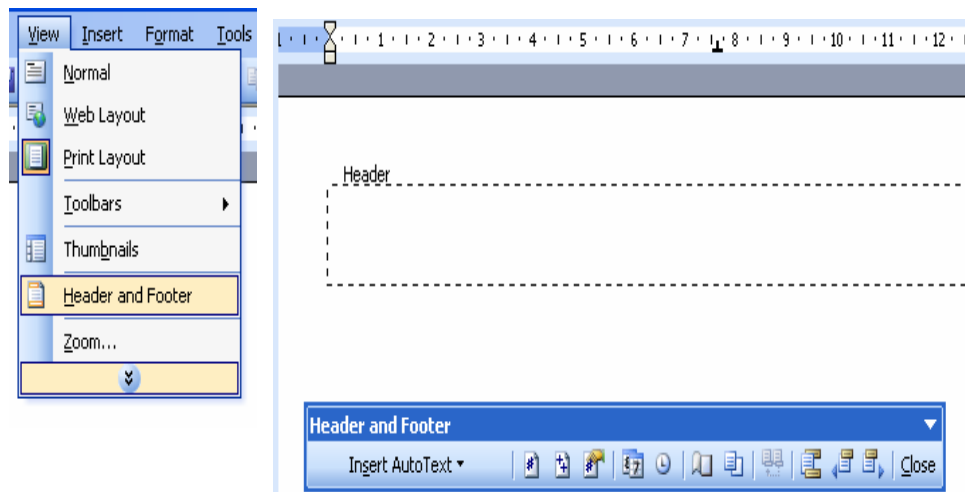 View Insert Format Tools
Normal
Web Layout
Print Layout
Toolbars
Thumbnails
Header and Footer
Zoom...
1 · 1 · 2 · 3 · 4 · 5 · 6 · 7 · 8 · 9 · 10 · 11 · 12
Header
Header and Footer
Insert AutoText
Close